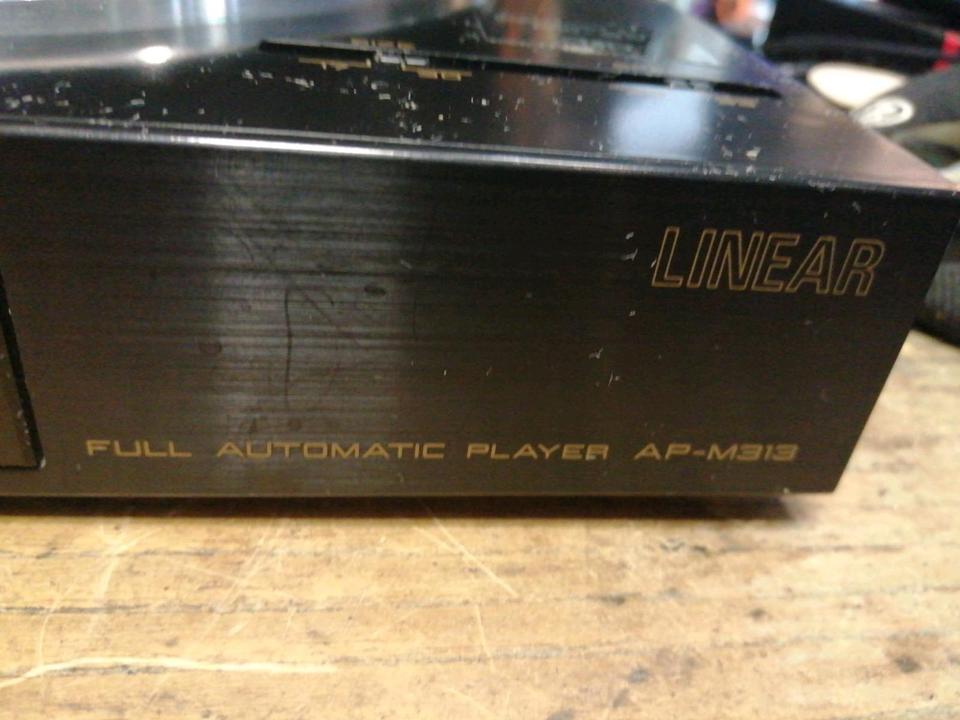 LINEAR
FULL AUTOMATIC PLAYER AP-M313